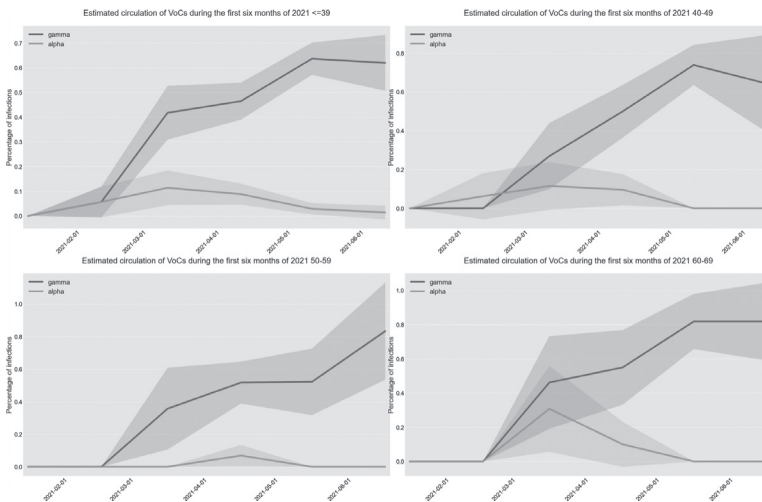 Estimated circulation of VoCs during the first six months of 2021 <=39
gamma
alpha
Percentage of infections
0.7
0.6
0.5
0.4
0.3
0.2
0.1
0.0
2021-02-01
2021-03-01
2021-04-01
2021-05-01
2021-06-01
Estimated circulation of VoCs during the first six months of 2021 40-49
gamma
alpha
Percentage of infections
0.8
0.6
0.4
0.2
0.0
2021-02-01
2021-03-01
2021-04-01
2021-05-01
2021-06-01
Estimated circulation of VoCs during the first six months of 2021 50-59
gamma
alpha
Percentage of infections
1.0
0.8
0.6
0.4
0.2
0.0
2021-02-01
2021-03-01
2021-04-01
2021-05-01
2021-06-01
Estimated circulation of VoCs during the first six months of 2021 60-69
gamma
alpha
Percentage of infections
1.0
0.8
0.6
0.4
0.2
0.0
2021-02-01
2021-03-01
2021-04-01
2021-05-01
2021-06-01